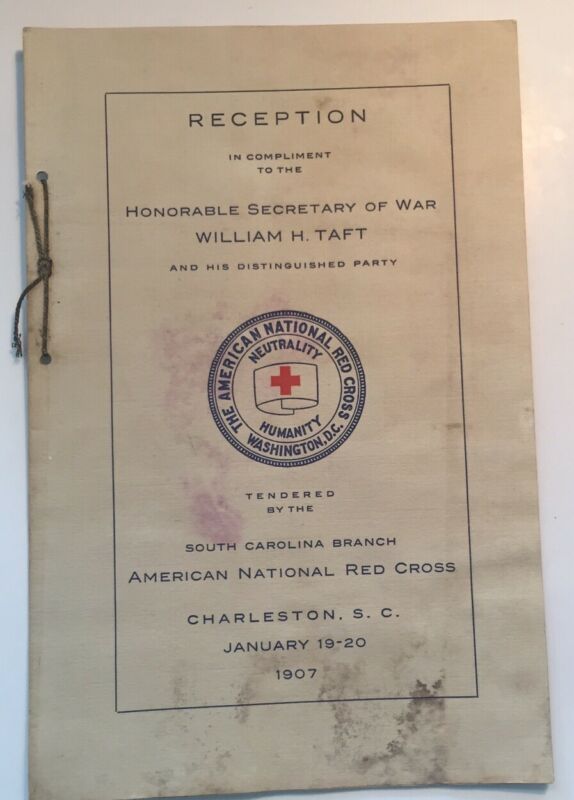 RECEPTION
IN COMPLIMENT
TO THE
HONORABLE SECRETARY OF WAR
WILLIAM H. TAFT
AND HIS DISTINGUISHED PARTY
THE AMERICAN NATIONAL RED CROSS
NEUTRALITY
HUMANITY
WASHINGTON, D.C.
TENDERED
BY THE
SOUTH CAROLINA BRANCH
AMERICAN NATIONAL RED CROSS
CHARLESTON, S. C.
JANUARY 19-20
1907